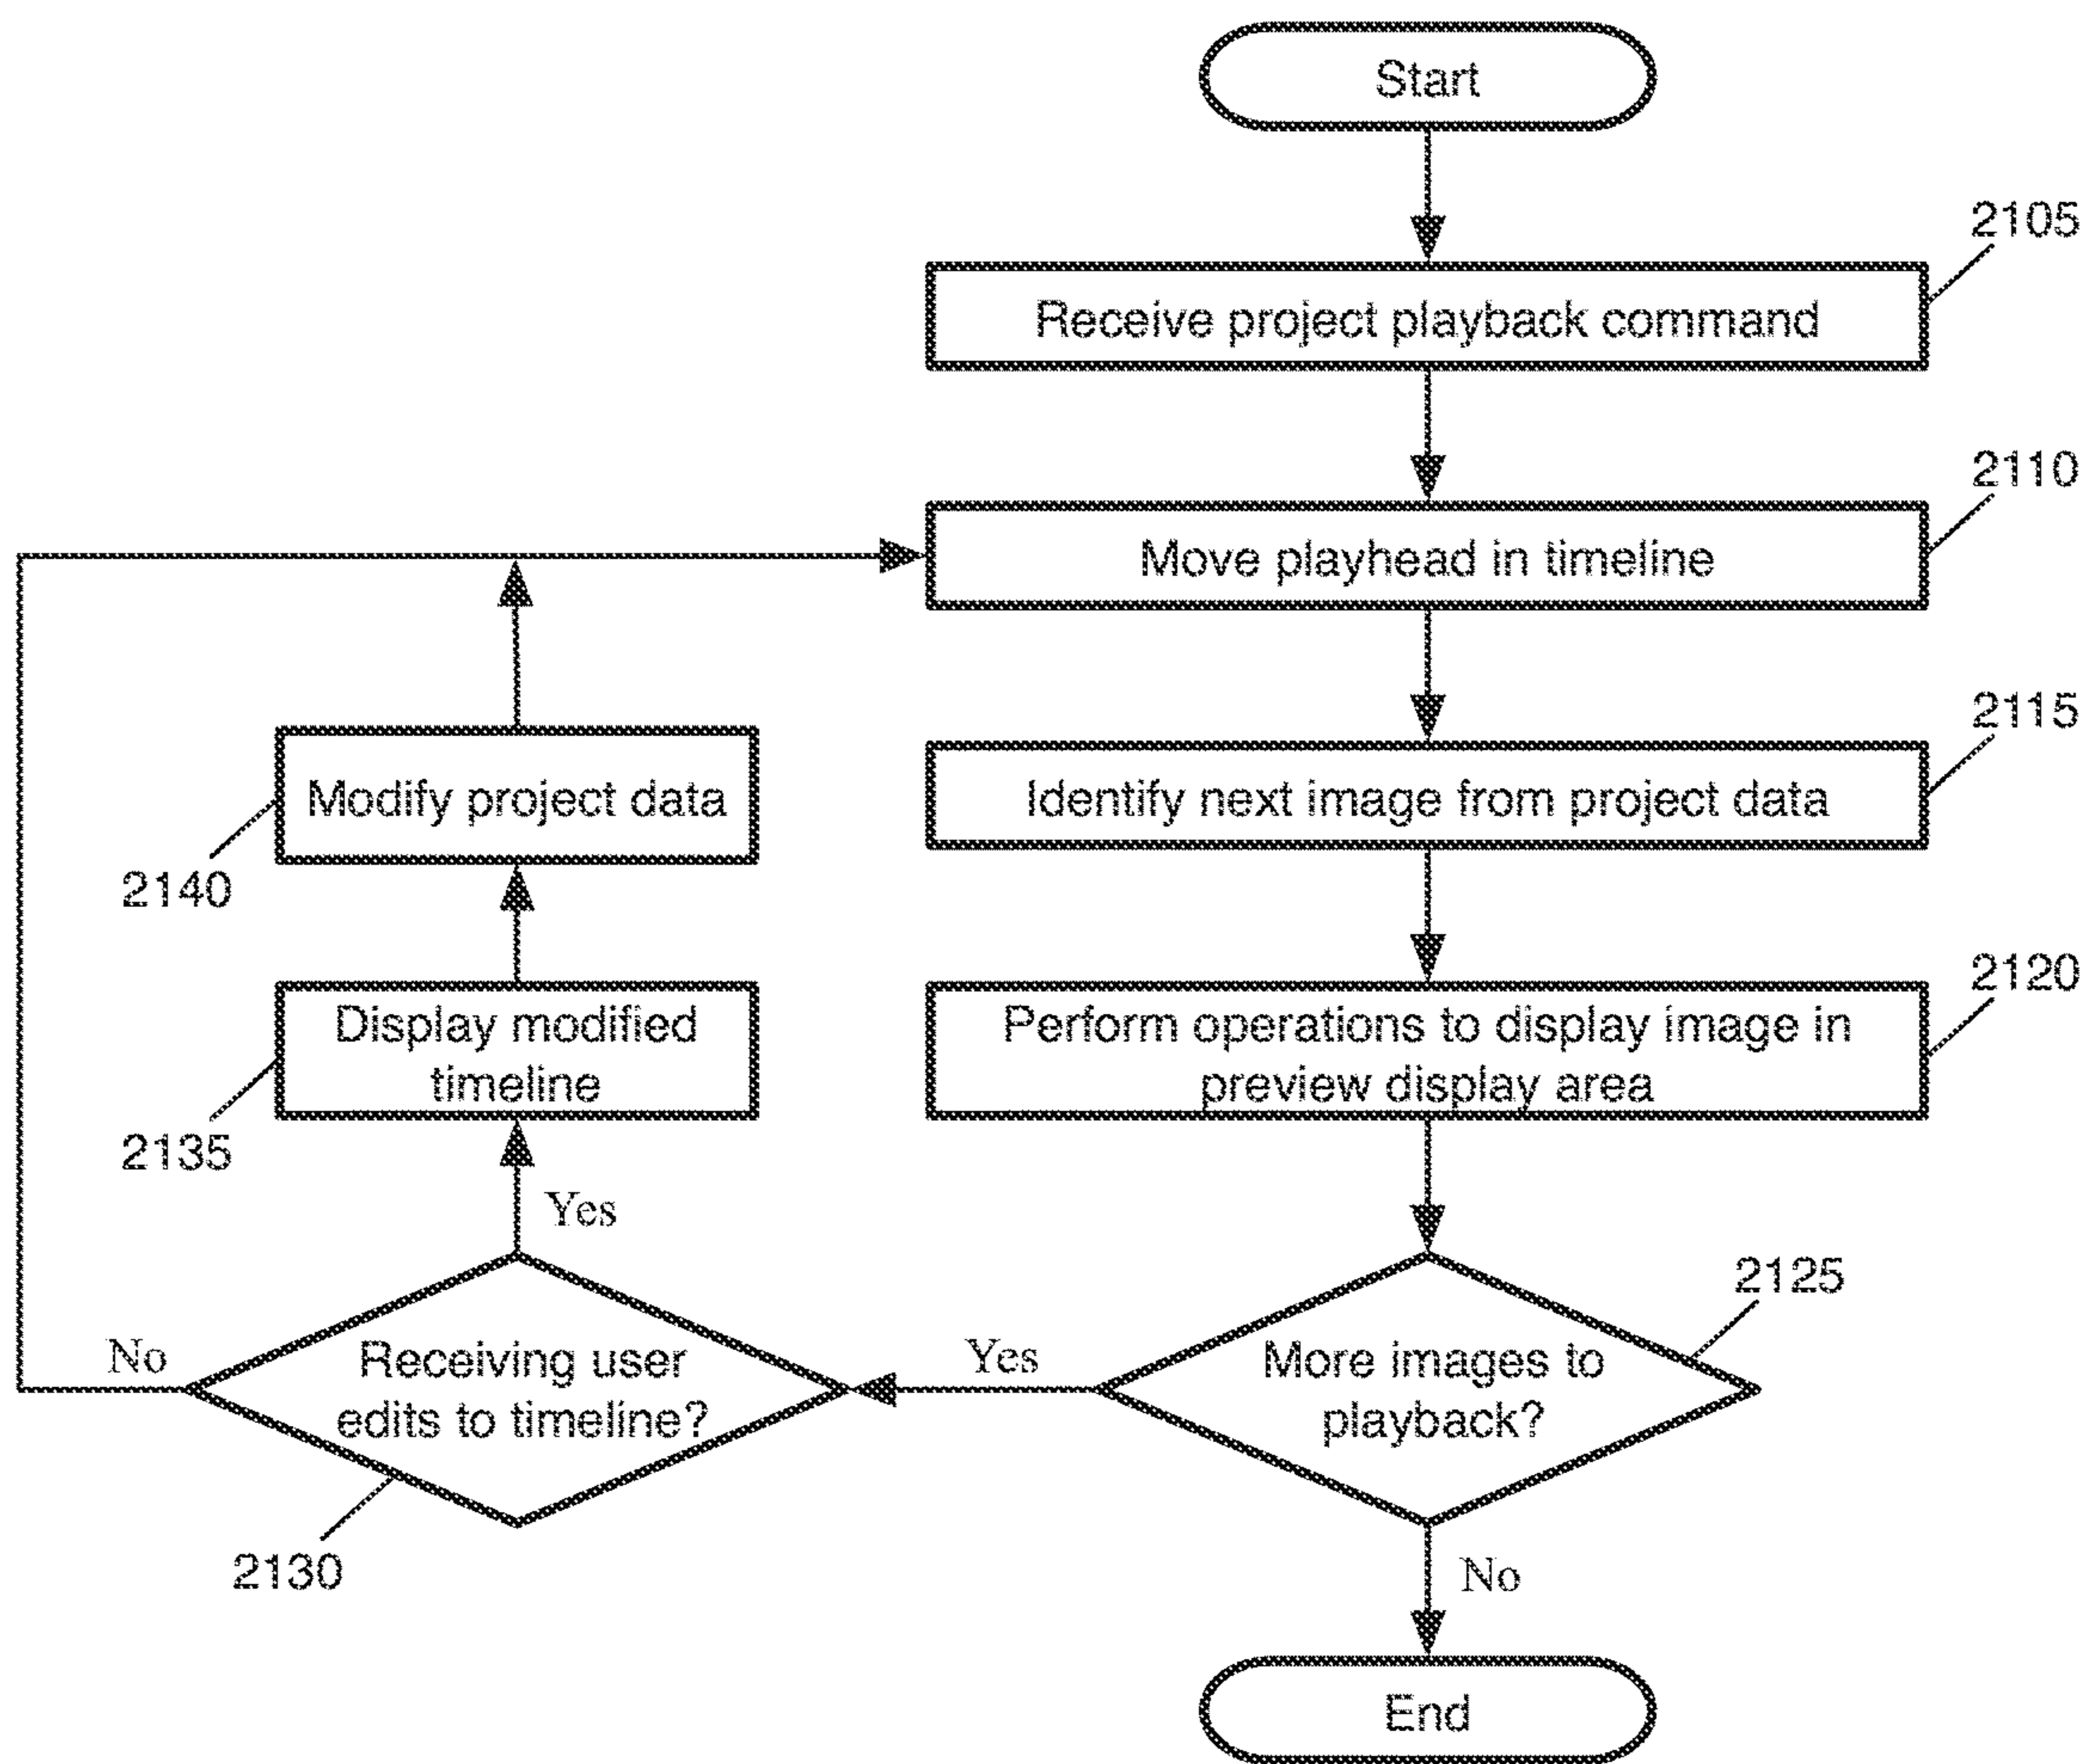 Start
2105
Receive project playback command
2110
Move playhead in timeline
2115
Identify next image from project data
Modify project data
2140
2120
Perform operations to display image in
preview display area
Display modified
timeline
2135
Yes
2125
More images to
playback?
Yes
No
Receiving user
edits to timeline?
2130
No
End